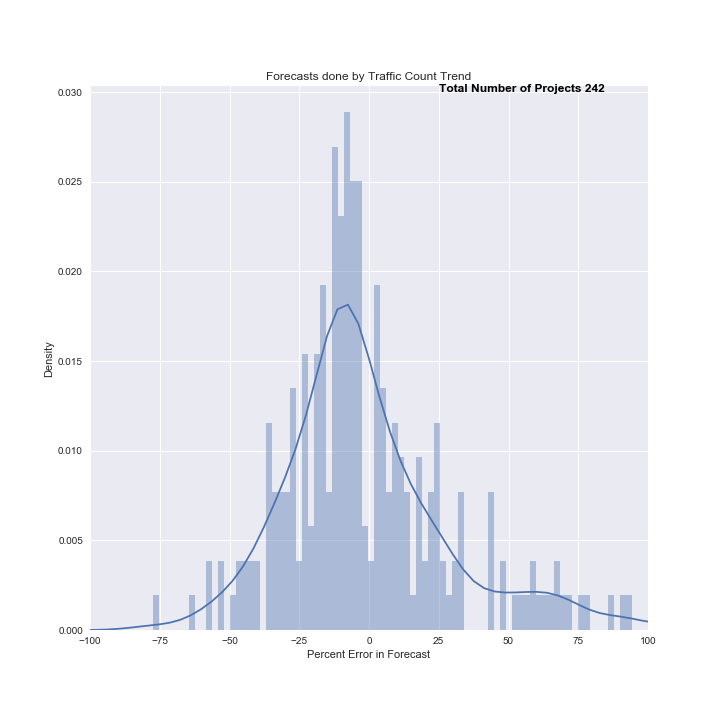 Forecasts done by Traffic Count Trend
Total Number of Projects 242
0.030
0.025
0.020
0.015
0.010
0.005
0.000
Density
−100 −75 −50 −25 0 25 50 75 100
Percent Error in Forecast